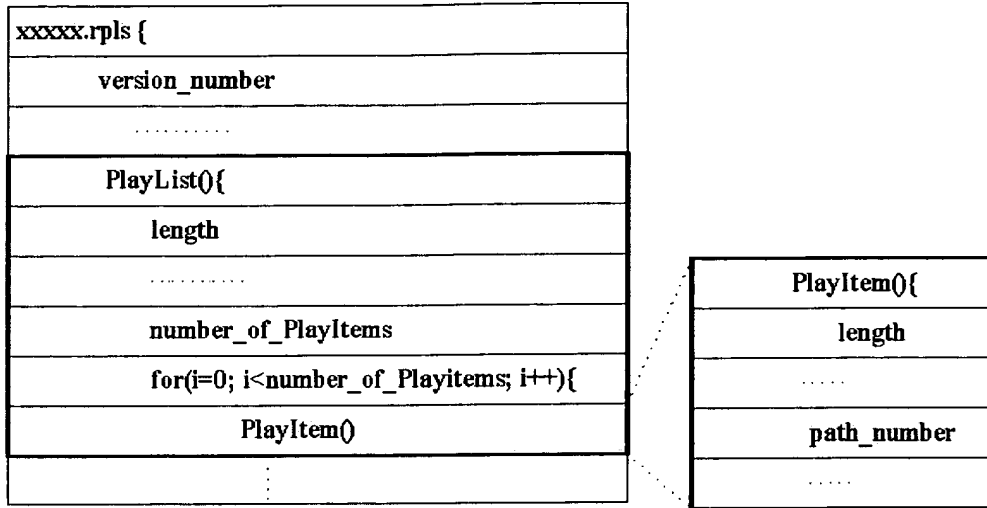 xxxxx.rpls {
version_number
..........
PlayList(){
length
..........
number_of_PlayItems
for(i=0; i<number_of_Playitems; i++){
PlayItem()
PlayItem(){
length
.....
path_number
.....